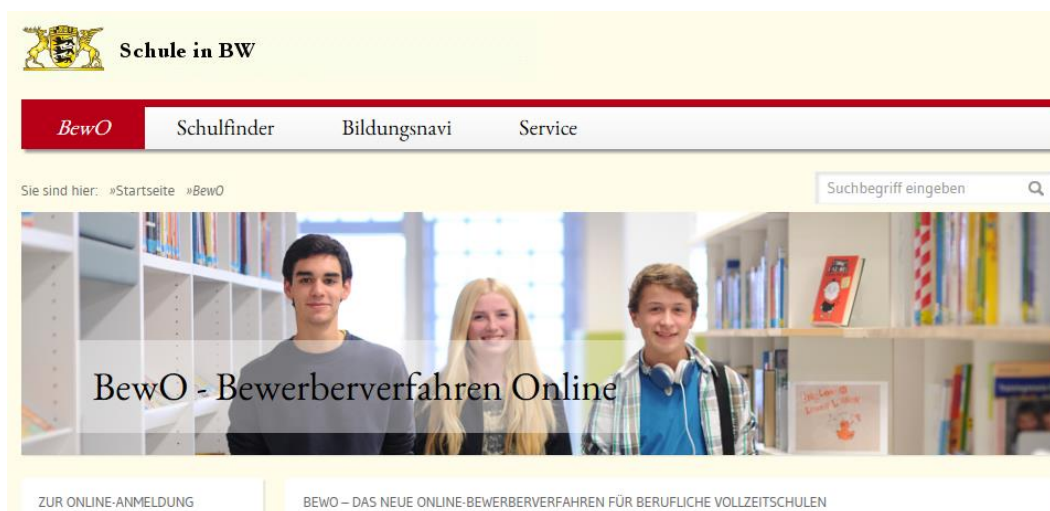 Schule in BW
BewO Schulfinder Bildungsnavi Service
Sie sind hier: »Startseite »BewO
Suchbegriff eingeben
BewO - Bewerberverfahren Online
ZUR ONLINE-ANMELDUNG
BEWO – DAS NEUE ONLINE-BEWERBERVERFAHREN FÜR BERUFLICHE VOLLZEITSCHULEN